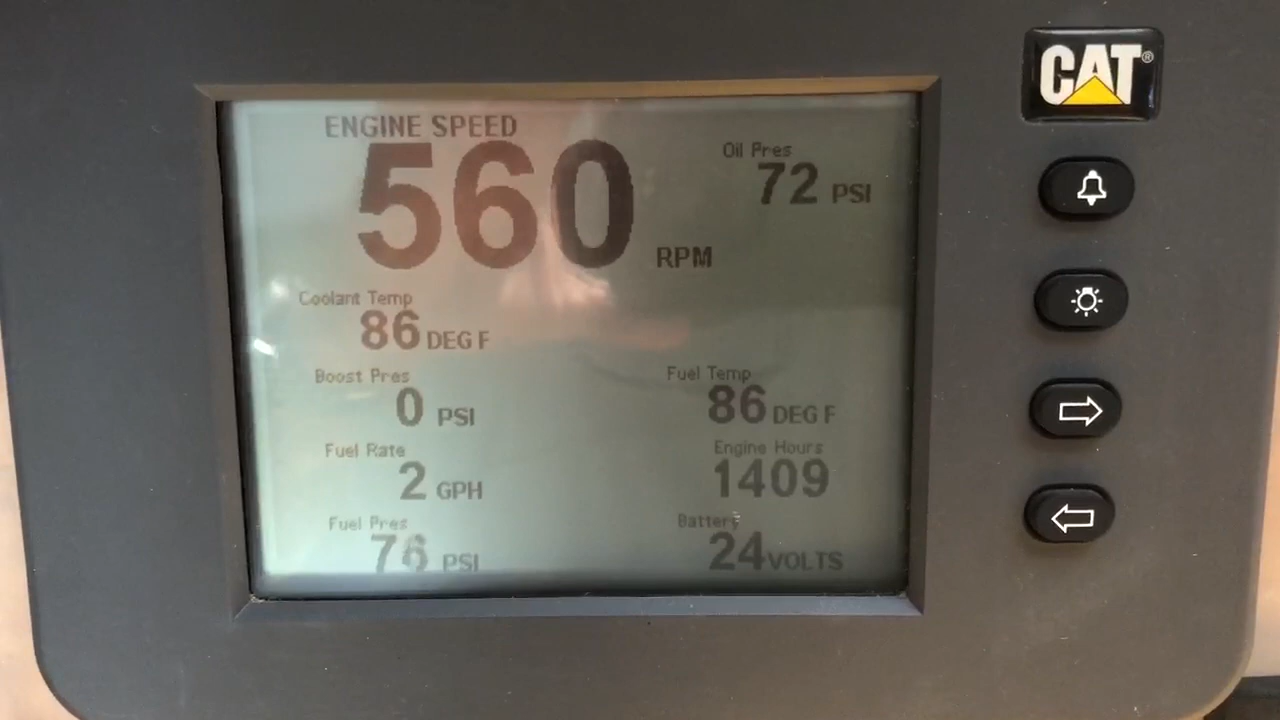 CAT®
ENGINE SPEED
560 RPM
Oil Pres
72 PSI
Coolant Temp
86 DEG F
Boost Pres
0 PSI
Fuel Temp
86 DEG F
Fuel Rate
2 GPH
Engine Hours
1409
Fuel Pres
76 PSI
Battery
24 VOLTS